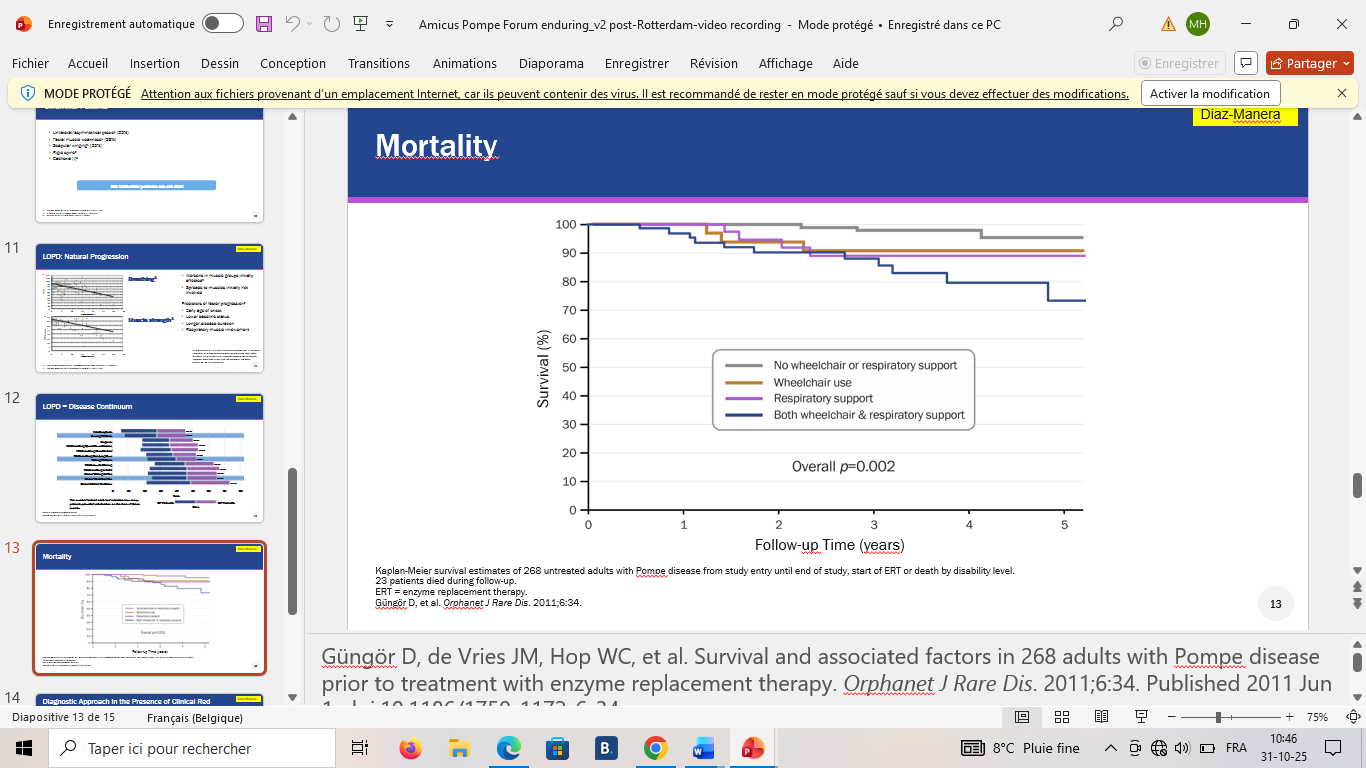 Enregistrement automatique
Amicus Pompe Forum enduring_v2 post-Rotterdam-video recording - Mode protégé • Enregistré dans ce PC
MH
Fichier Accueil Insertion Dessin Conception Transitions Animations Diaporama Enregistrer Révision Affichage Aide
Enregistrer
Partager
MODE PROTÉGÉ Attention aux fichiers provenant d'un emplacement Internet, car ils peuvent contenir des virus. Il est recommandé de rester en mode protégé sauf si vous devez effectuer des modifications. Activer la modification
11
LOPD: Natural Progression
Breathing
Muscle strength
12
LOPD = Disease Continuum
13
Mortality
14
Diagnostic Approach in the Presence of Clinical Red
Diaz-Manera
Mortality
Survival (%)
100
90
80
70
60
50
40
30
20
10
0
No wheelchair or respiratory support
Wheelchair use
Respiratory support
Both wheelchair & respiratory support
Overall p=0.002
0 1 2 3 4 5
Follow-up Time (years)
Kaplan-Meier survival estimates of 268 untreated adults with Pompe disease from study entry until end of study, start of ERT or death by disability level.
23 patients died during follow-up.
ERT = enzyme replacement therapy.
Güngör D, et al. Orphanet J Rare Dis. 2011;6:34.
13
Güngör D, de Vries JM, Hop WC, et al. Survival and associated factors in 268 adults with Pompe disease
prior to treatment with enzyme replacement therapy. Orphanet J Rare Dis. 2011;6:34. Published 2011 Jun
Diapositive 13 de 15 Français (Belgique)
75%
Taper ici pour rechercher
8°C Pluie fine
FRA
10:46
31-10-25